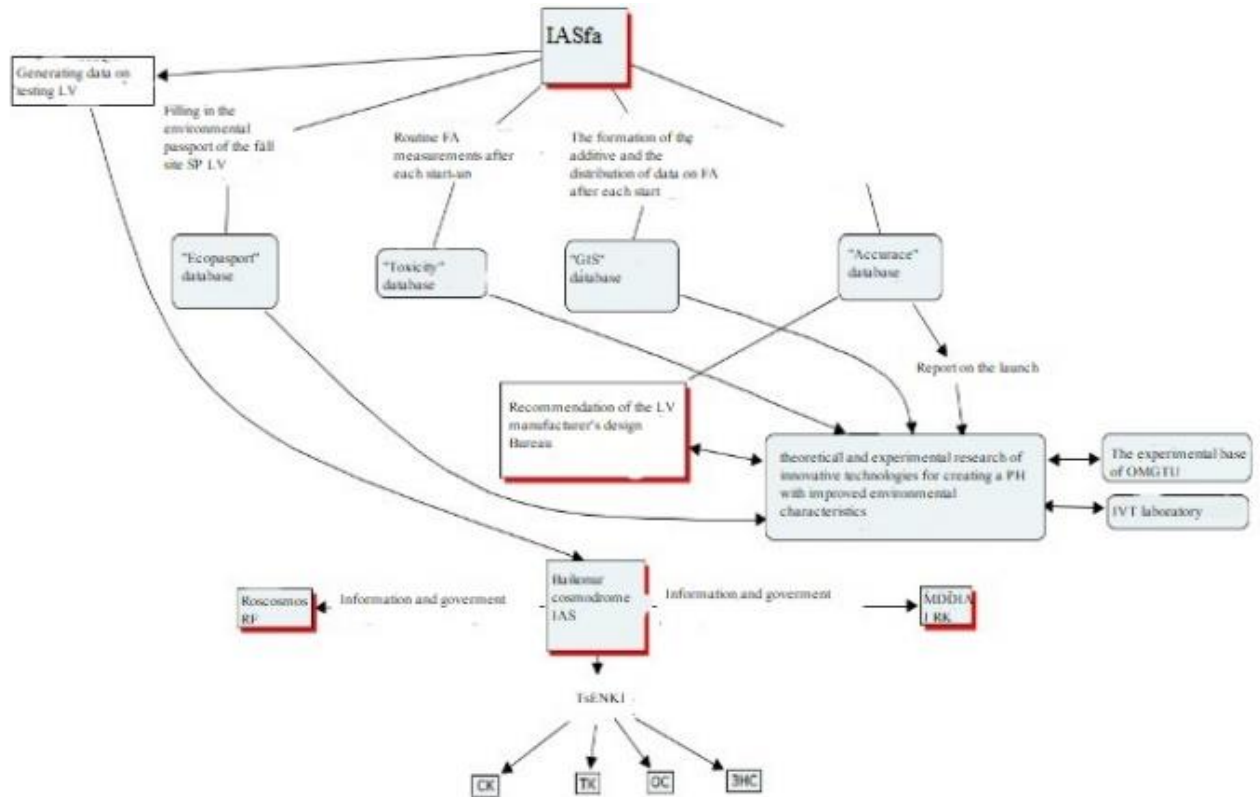 IASfa
Generating data on
testing LV
Filling in the
environmental
passport of the fall
site SP LV
Routine FA
measurements after
each start-up
The formation of the
additive and the
distribution of data on FA
after each start
"Ecopasport"
database
"Toxicity"
database
"GIS"
database
"Accurace"
database
Report on the launch
Recommendation of the LV
manufacturer's design
Bureau
theoretical and experimental research of
innovative technologies for creating a PH
with improved environmental
characteristics
The experimental base
of OMGTU
IVT laboratory
Roscosmos
RF
Information and goverment
Baikonur
cosmodrome
IAS
Information and goverment
RK
TsENKI
СК
ТК
ОС
ЗНС